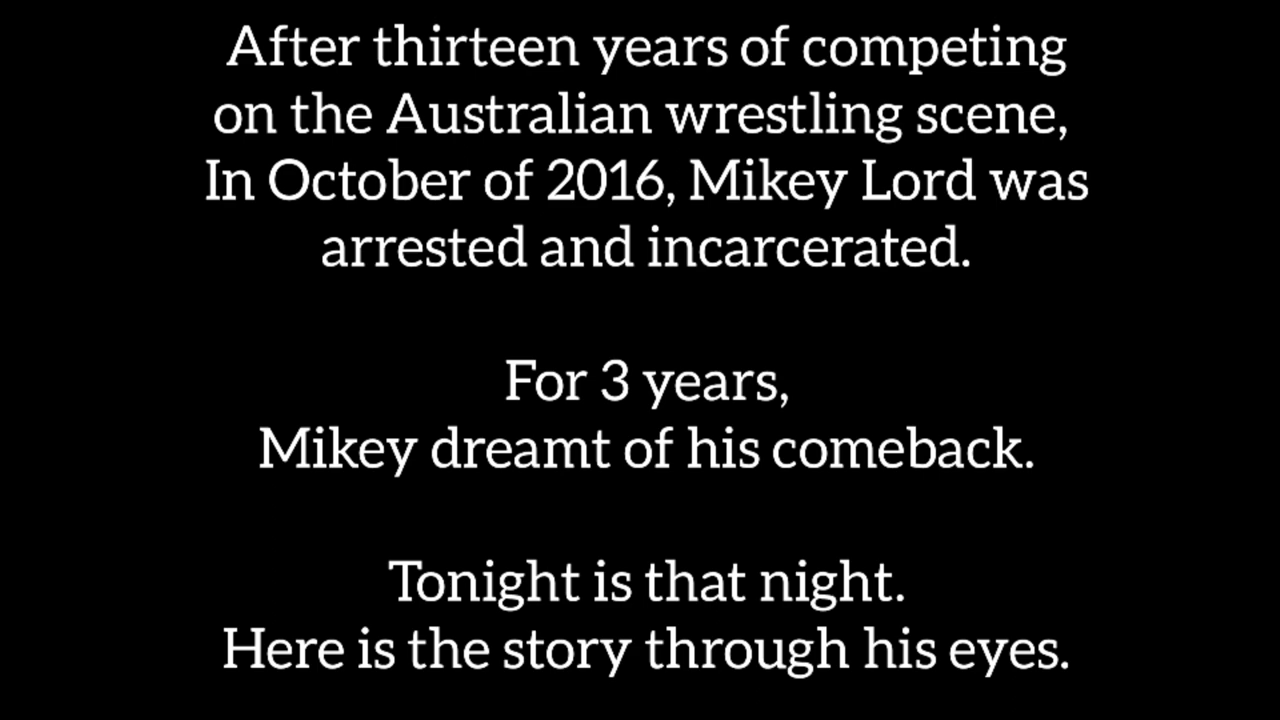 After thirteen years of competing
on the Australian wrestling scene,
In October of 2016, Mikey Lord was
arrested and incarcerated.
For 3 years,
Mikey dreamt of his comeback.
Tonight is that night.
Here is the story through his eyes.